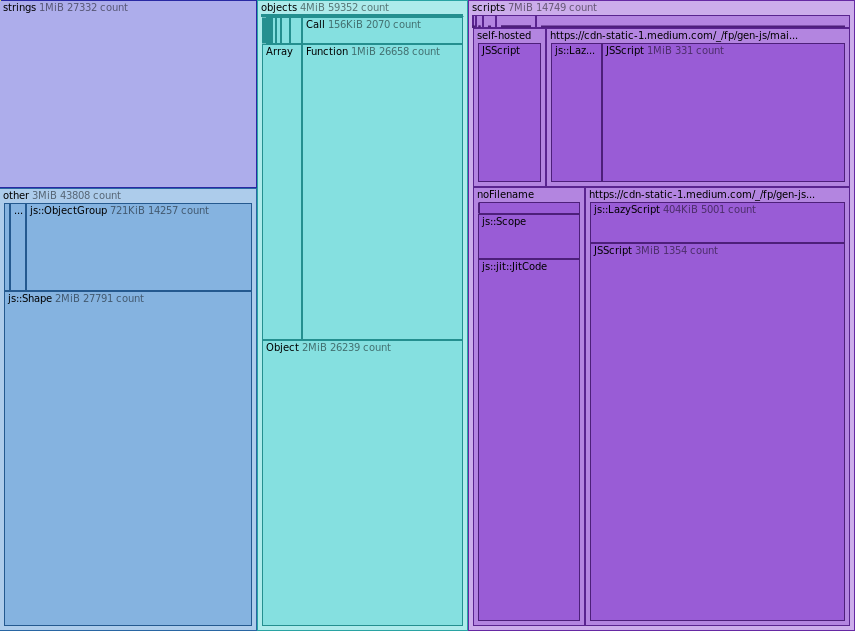 strings 1MiB 27332 count
other 3MiB 43808 count
...
js::ObjectGroup 721KiB 14257 count
js::Shape 2MiB 27791 count
objects 4MiB 59352 count
Call 156KiB 2070 count
Array
Function 1MiB 26658 count
Object 2MiB 26239 count
scripts 7MiB 14749 count
self-hosted
JSScript
https://cdn-static-1.medium.com/_/fp/gen-js/mai...
js::Laz...
JSScript 1MiB 331 count
noFilename
js::Scope
js::jit::JitCode
https://cdn-static-1.medium.com/_/fp/gen-js...
js::LazyScript 404KiB 5001 count
JSScript 3MiB 1354 count